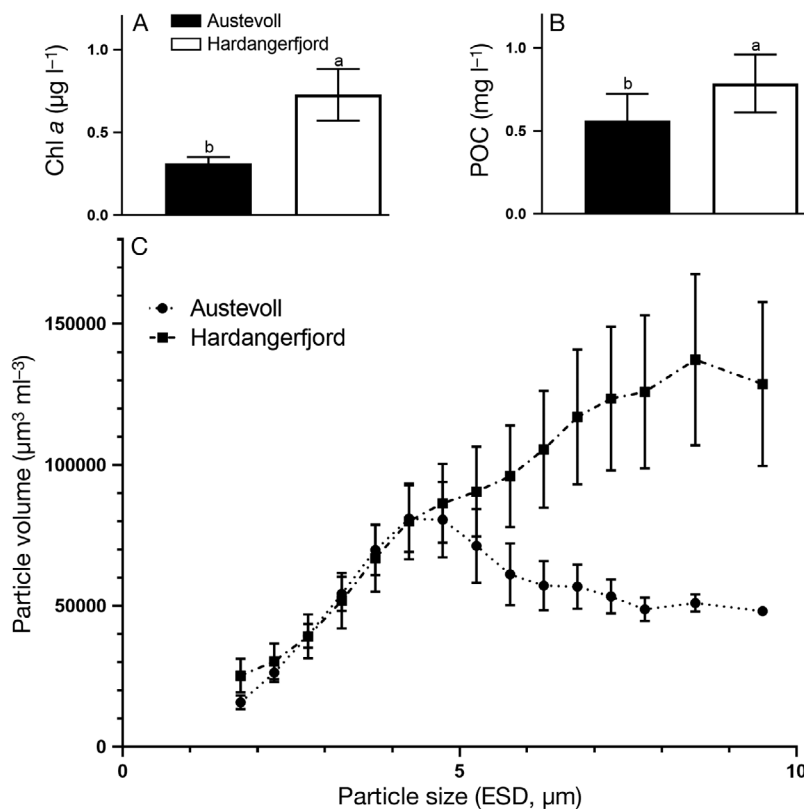 A
Austevoll
Hardangerfjord
Chl a (µg l⁻¹)
1.0
0.5
0.0
b
a
B
POC (mg l⁻¹)
1.0
0.5
0.0
b
a
C
Austevoll
Hardangerfjord
Particle volume (µm³ ml⁻³)
150000
100000
50000
0
0
5
10
Particle size (ESD, µm)